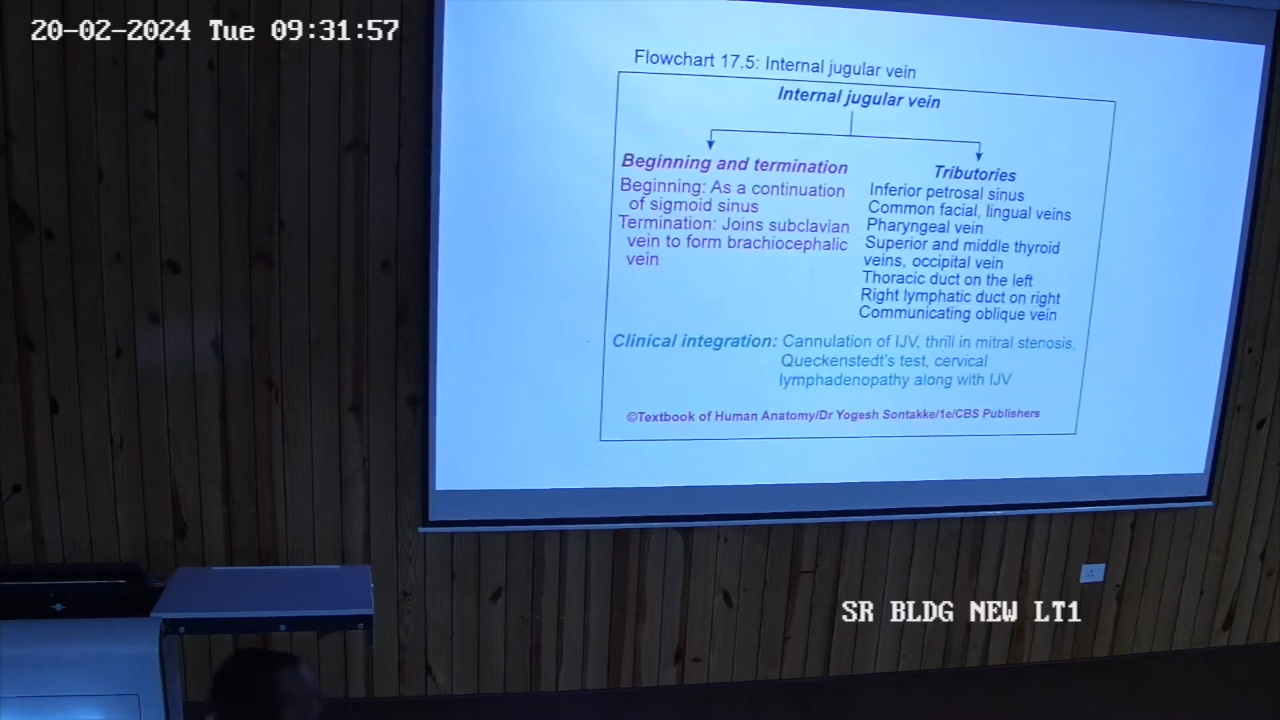 20-02-2024 Tue 09:31:57
Flowchart 17.5: Internal jugular vein
Internal jugular vein
Beginning and termination
Beginning: As a continuation
of sigmoid sinus
Termination: Joins subclavian
vein to form brachiocephalic
vein
Tributories
Inferior petrosal sinus
Common facial, lingual veins
Pharyngeal vein
Superior and middle thyroid
veins, occipital vein
Thoracic duct on the left
Right lymphatic duct on right
Communicating oblique vein
Clinical integration: Cannulation of IJV, thrill in mitral stenosis,
Queckenstedt's test, cervical
lymphadenopathy along with IJV
©Textbook of Human Anatomy/Dr Yogesh Sontakke/1e/CBS Publishers
SR BLDG NEW LT1